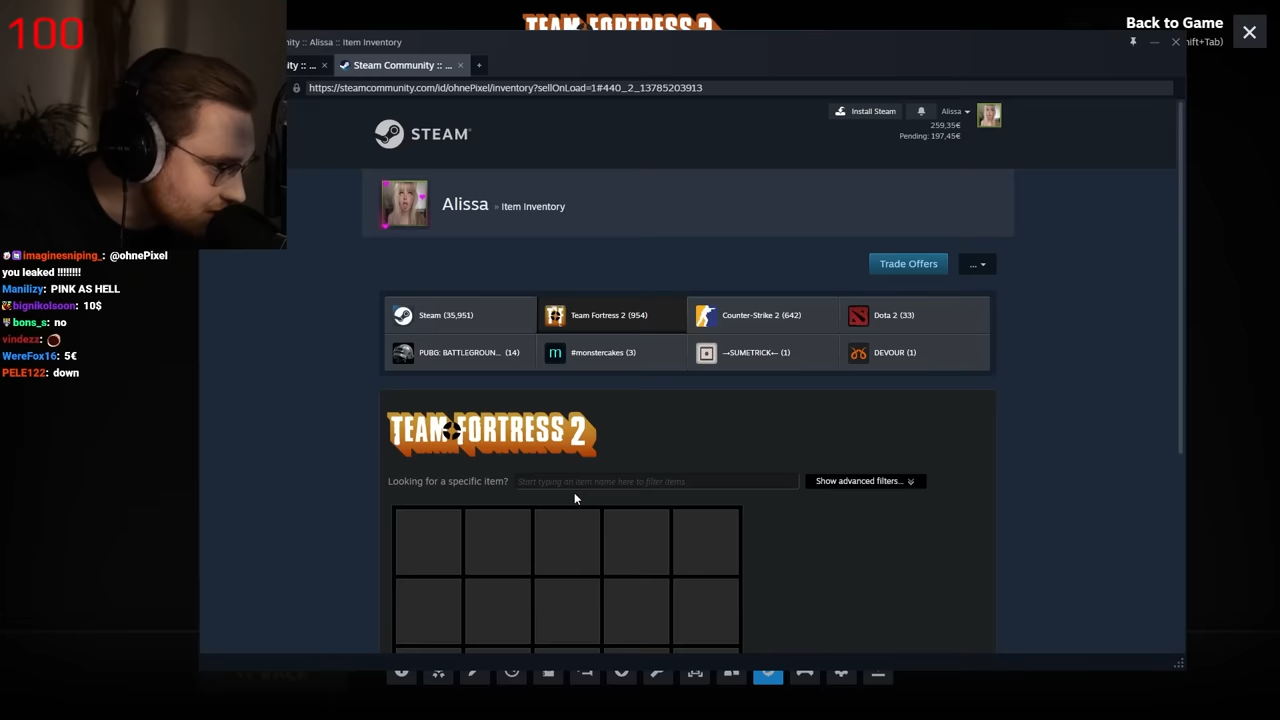 100
TEAM FORTRESS 2
Back to Game
ift+Tab)
nity :: Alissa :: Item Inventory
ity :: ...
Steam Community :: ...
https://steamcommunity.com/id/ohnePixel/inventory?sellOnLoad=1#440_2_13785203913
Install Steam
Alissa
259,35€
Pending: 197,45€
STEAM
Alissa
» Item Inventory
imaginesniping_: @ohnePixel
you leaked !!!!!!!!
Manilizy: PINK AS HELL
bignikolsoon: 10$
bons_s: no
vindezz:
WereFox16: 5€
PELE122: down
Trade Offers
...
Steam (35,951)
Team Fortress 2 (954)
Counter-Strike 2 (642)
Dota 2 (33)
PUBG: BATTLEGROUN... (14)
#monstercakes (3)
→SUMETRICK← (1)
DEVOUR (1)
TEAM FORTRESS 2
Looking for a specific item?
Start typing an item name here to filter items
Show advanced filters...